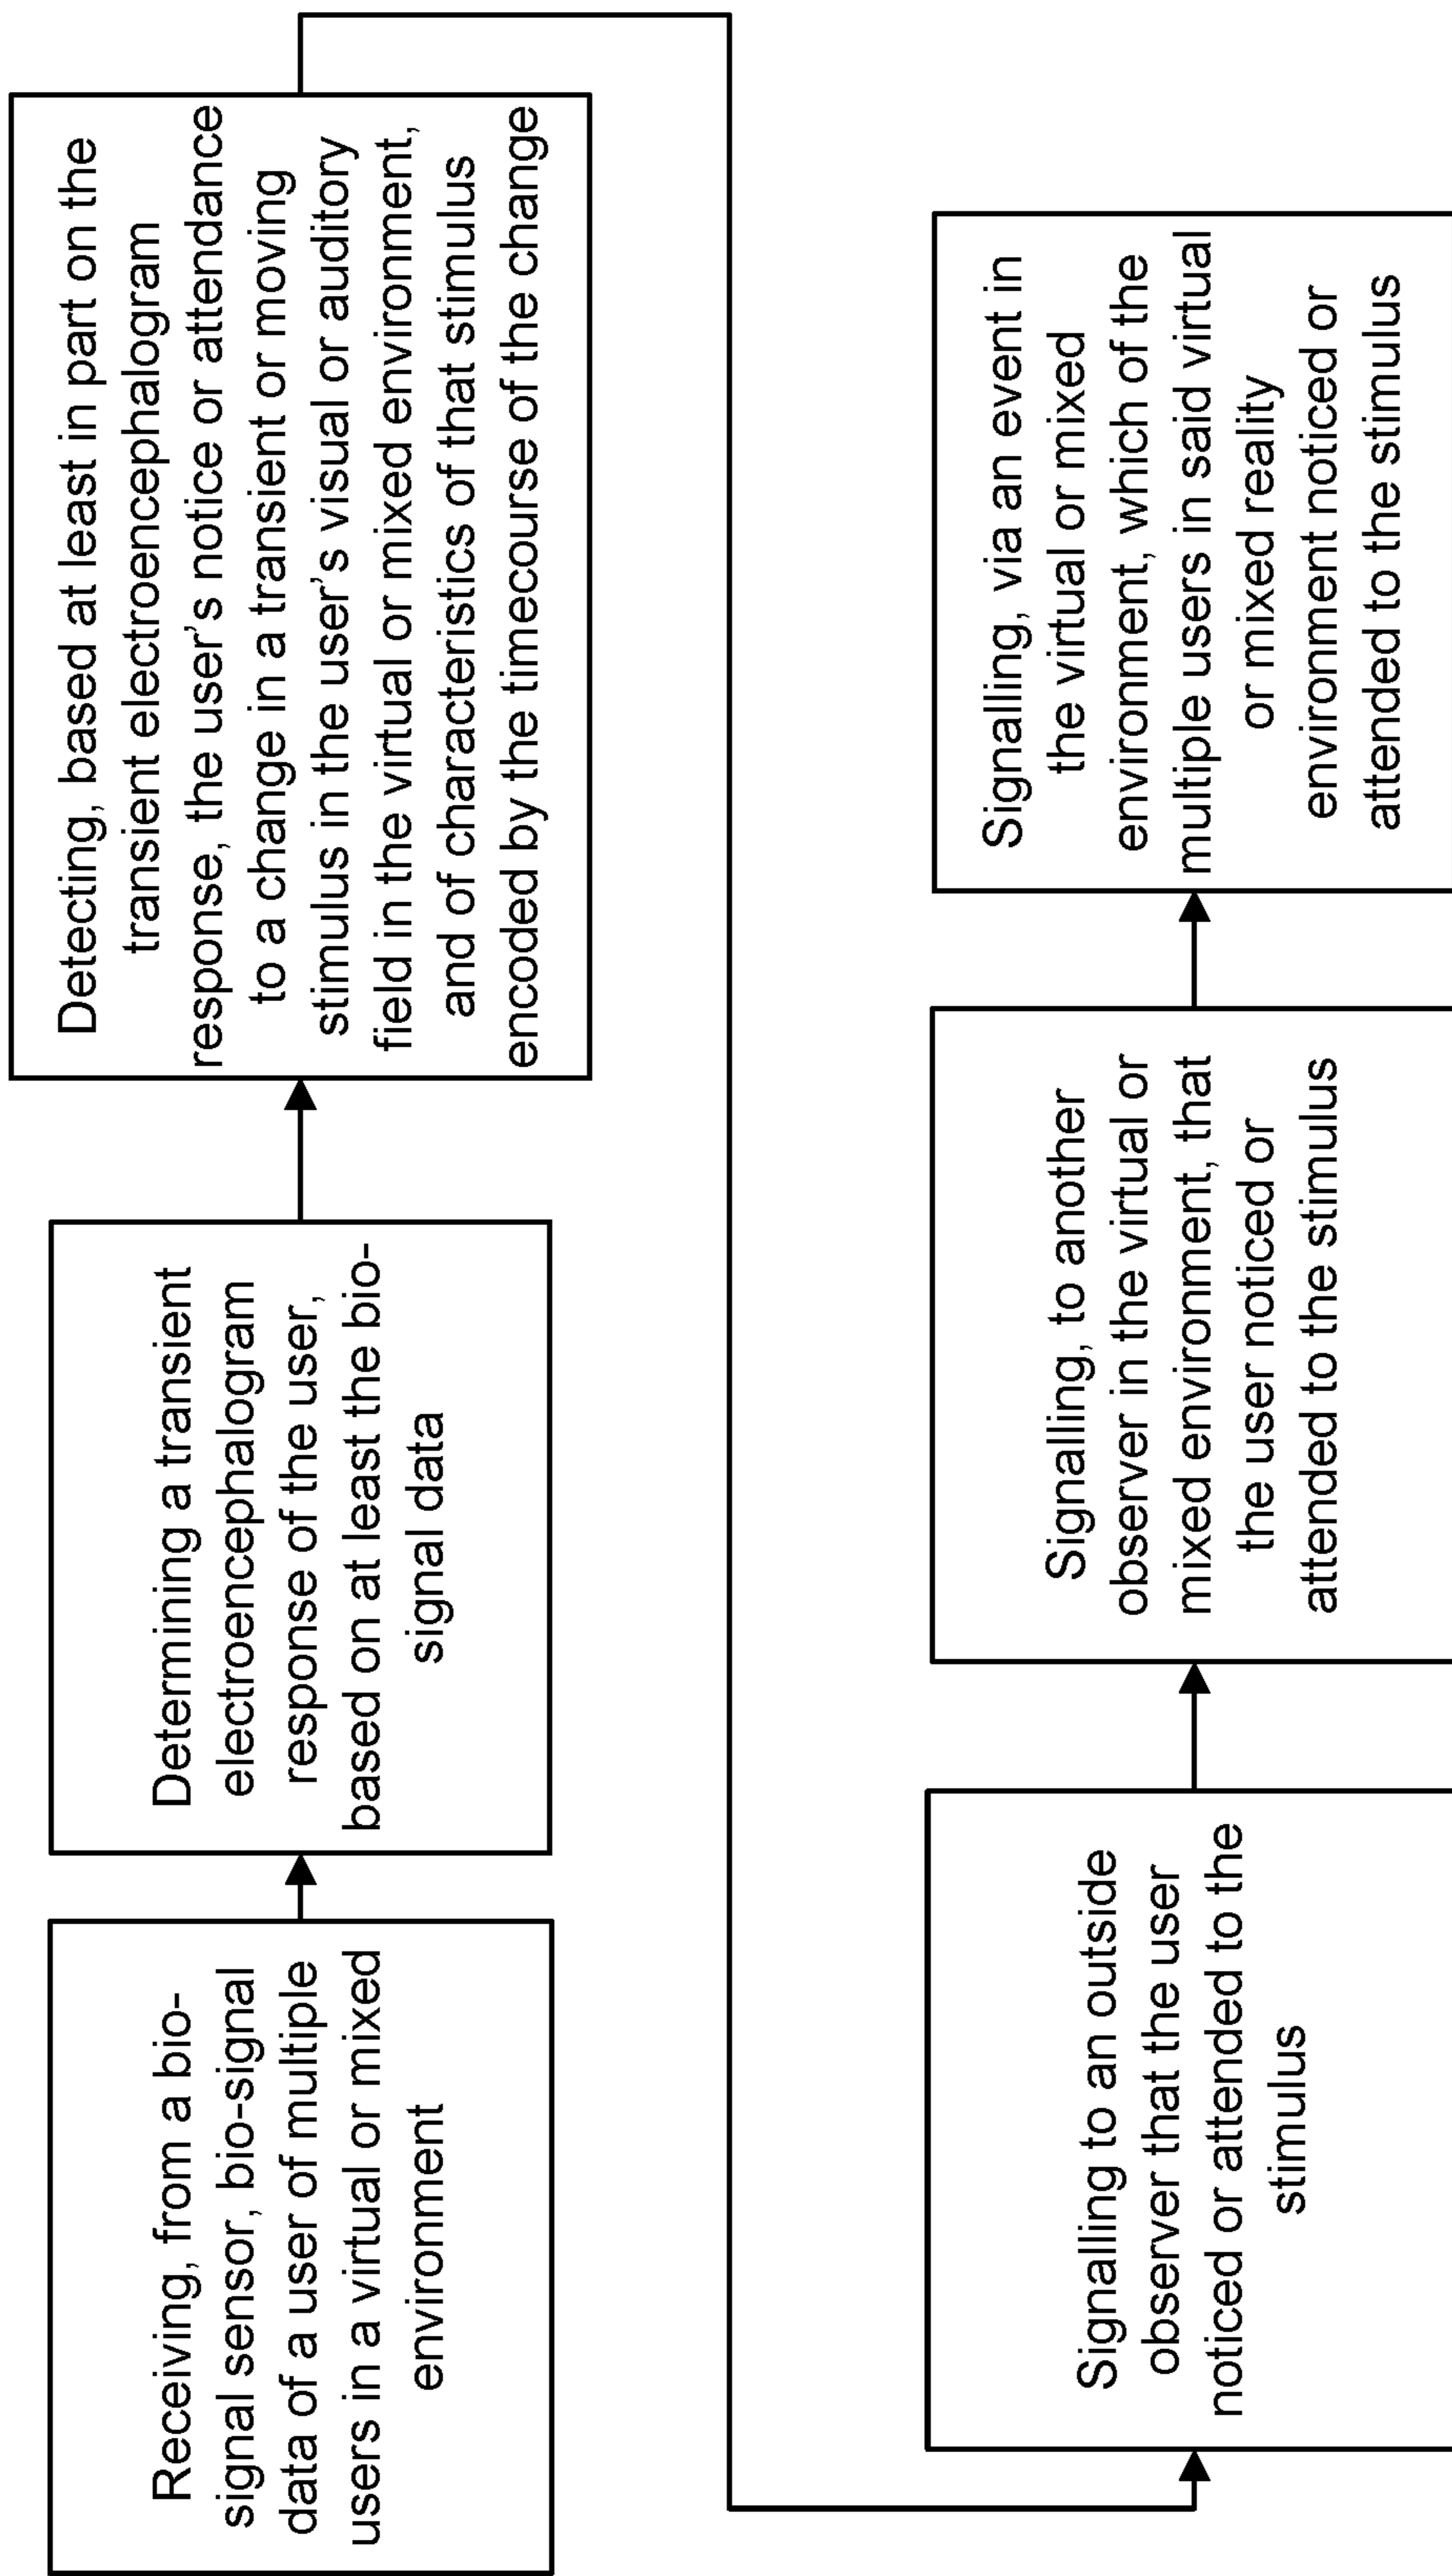 Receiving, from a bio-
signal sensor, bio-signal
data of a user of multiple
users in a virtual or mixed
environment
Determining a transient
electroencephalogram
response of the user,
based on at least the bio-
signal data
Detecting, based at least in part on the
transient electroencephalogram
response, the user's notice or attendance
to a change in a transient or moving
stimulus in the user's visual or auditory
field in the virtual or mixed environment,
and of characteristics of that stimulus
encoded by the timecourse of the change
Signalling to an outside
observer that the user
noticed or attended to the
stimulus
Signalling, to another
observer in the virtual or
mixed environment, that
the user noticed or
attended to the stimulus
Signalling, via an event in
the virtual or mixed
environment, which of the
multiple users in said virtual
or mixed reality
environment noticed or
attended to the stimulus